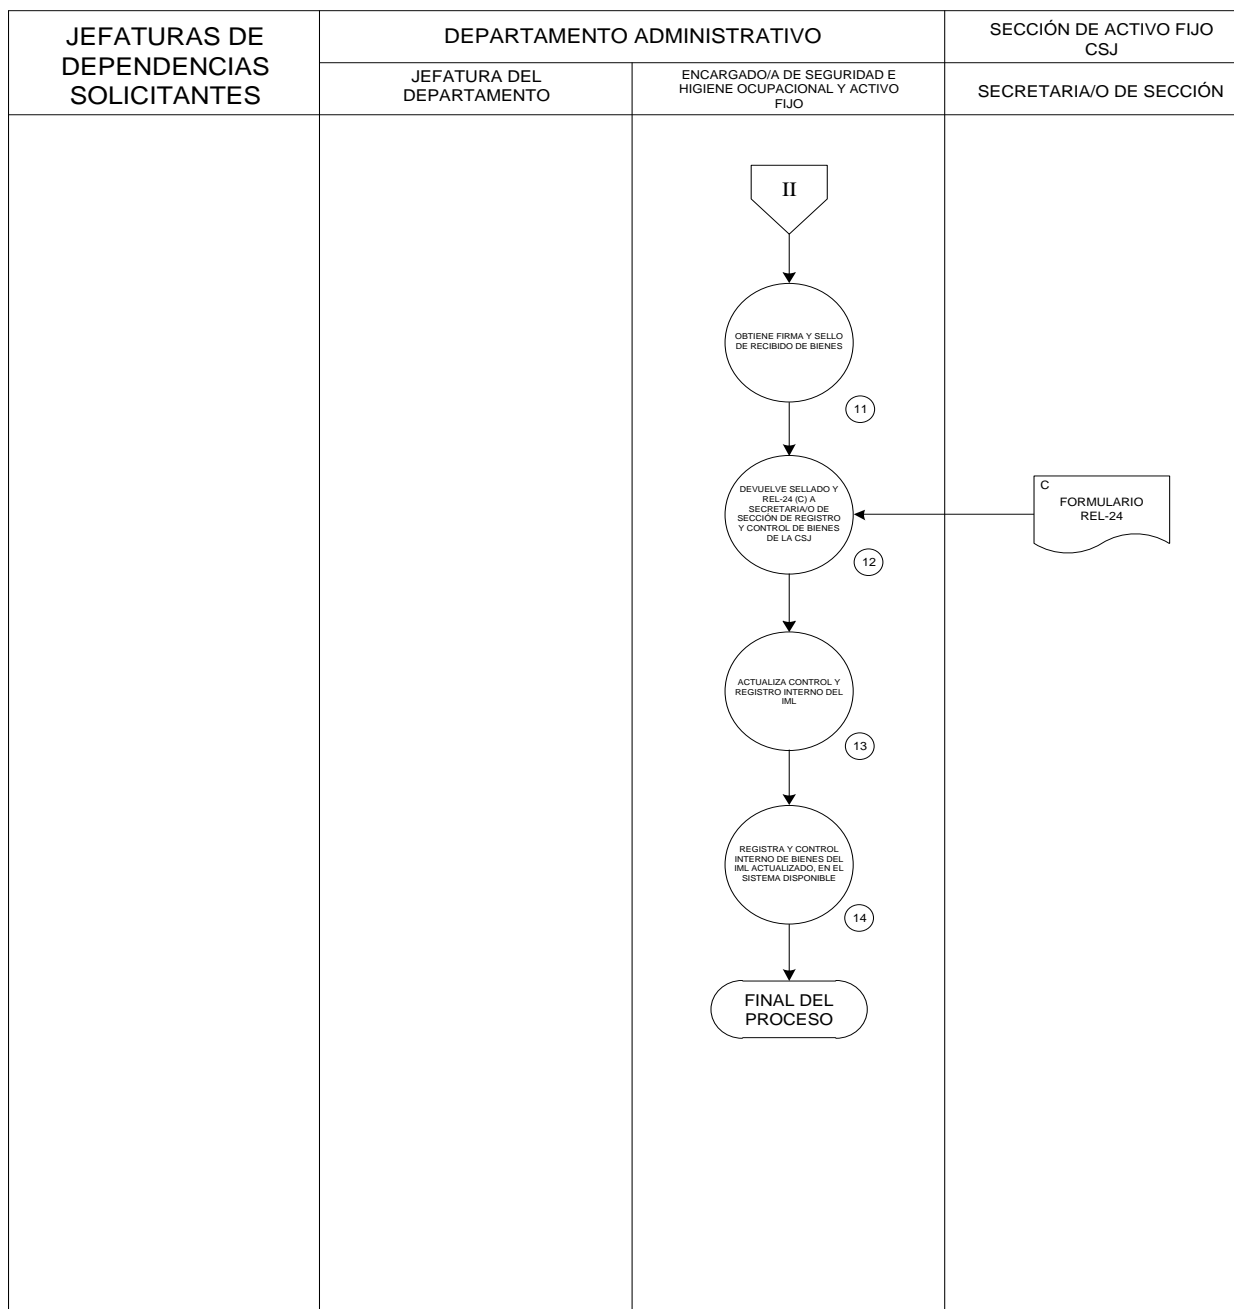 JEFATURAS DE
DEPENDENCIAS
SOLICITANTES
DEPARTAMENTO ADMINISTRATIVO
SECCIÓN DE ACTIVO FIJO
CSJ
JEFATURA DEL
DEPARTAMENTO
ENCARGADO/A DE SEGURIDAD E
HIGIENE OCUPACIONAL Y ACTIVO
FIJO
SECRETARIA/O DE SECCIÓN
II
OBTIENE FIRMA Y SELLO
DE RECIBIDO DE BIENES
11
DEVUELVE SELLADO Y
REL-24 (C) A
SECRETARIA/O DE
SECCIÓN DE REGISTRO
Y CONTROL DE BIENES
DE LA CSJ
12
C
FORMULARIO
REL-24
ACTUALIZA CONTROL Y
REGISTRO INTERNO DEL
IML
13
REGISTRA Y CONTROL
INTERNO DE BIENES DEL
IML ACTUALIZADO, EN EL
SISTEMA DISPONIBLE
14
FINAL DEL
PROCESO